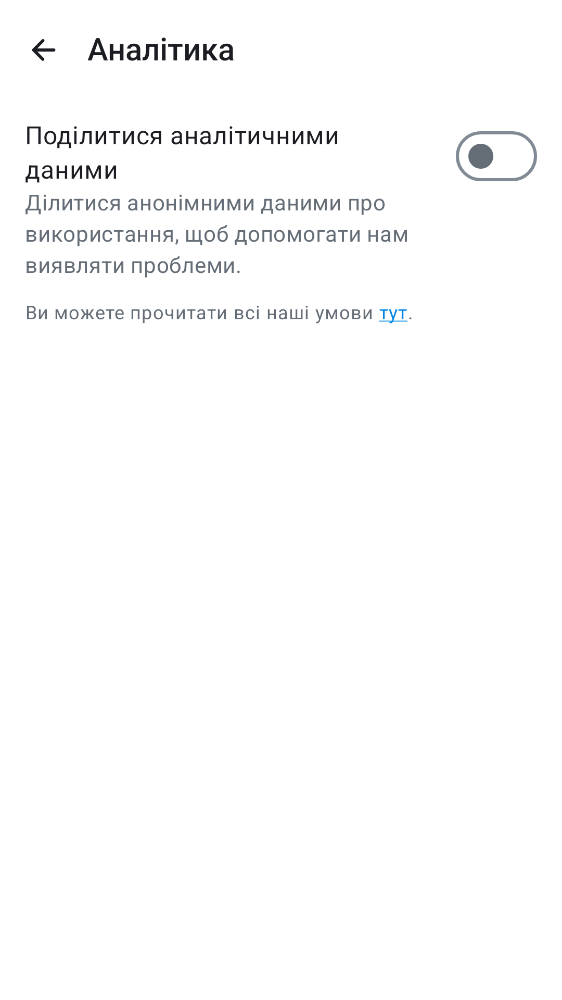 Аналітика
Поділитися аналітичними
даними
Ділитися анонімними даними про
використання, щоб допомогати нам
виявляти проблеми.
Ви можете прочитати всі наші умови тут.